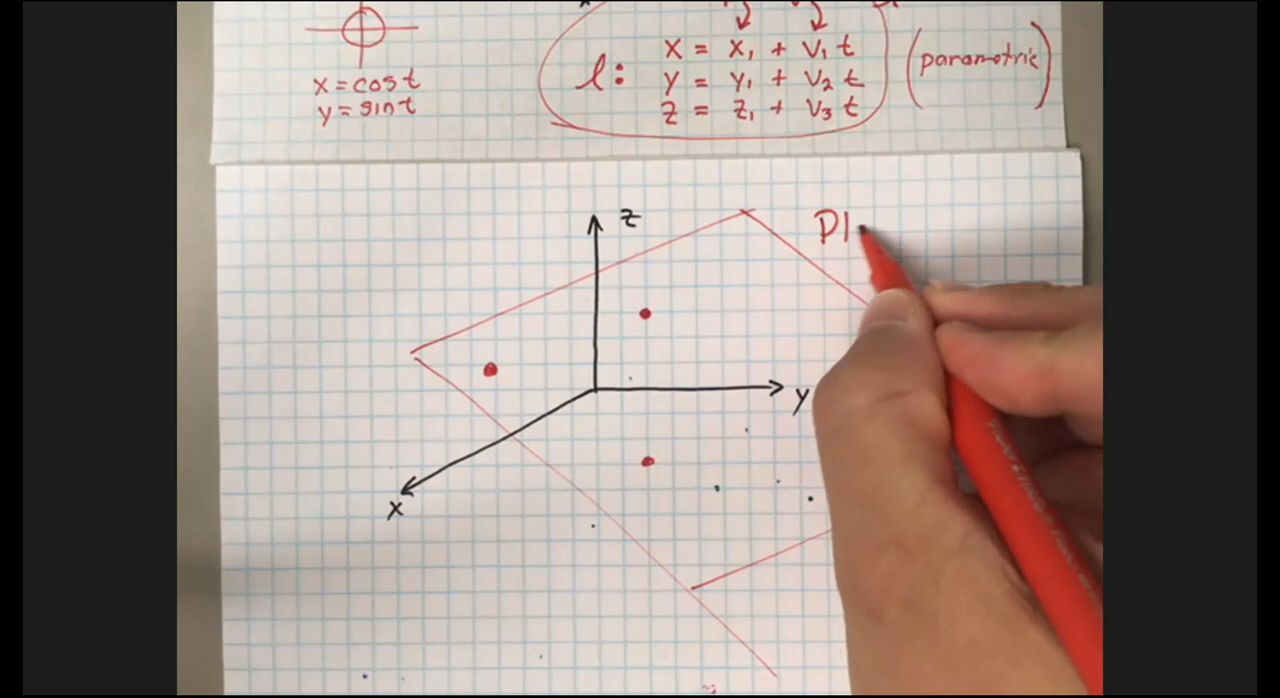 x = cos t
y = sin t
l: x = x₁ + v₁ t
y = y₁ + v₂ t
z = z₁ + v₃ t
(parametric)
z
Pl
y
x